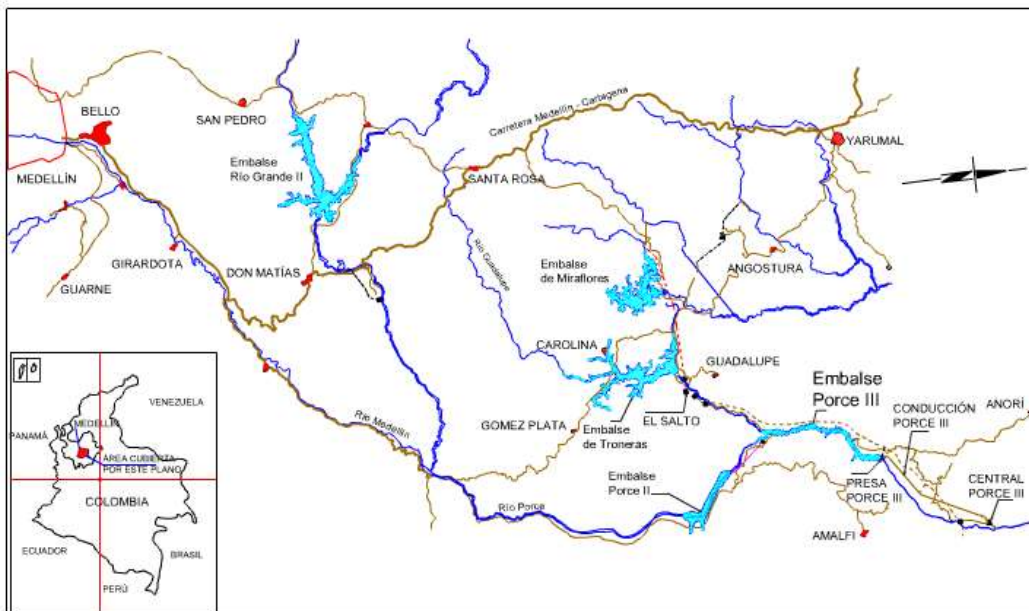 BELLO
SAN PEDRO
Carretera Medellín - Cartagena
YARUMAL
MEDELLÍN
Embalse
Río Grande II
SANTA ROSA
GIRARDOTA
DON MATÍAS
Río Guadalupe
Embalse
de Miraflores
ANGOSTURA
GUARNE
CAROLINA
GUADALUPE
Embalse
Porce III
CONDUCCIÓN
PORCE III
ANORÍ
Río Medellín
GOMEZ PLATA
Embalse
de Troneras
EL SALTO
Embalse
Porce II
PRESA
PORCE III
CENTRAL
PORCE III
Río Porce
AMALFI
VENEZUELA
PANAMÁ
MEDELLÍN
ÁREA CUBIERTA
POR ESTE PLANO
COLOMBIA
ECUADOR
BRASIL
PERÚ